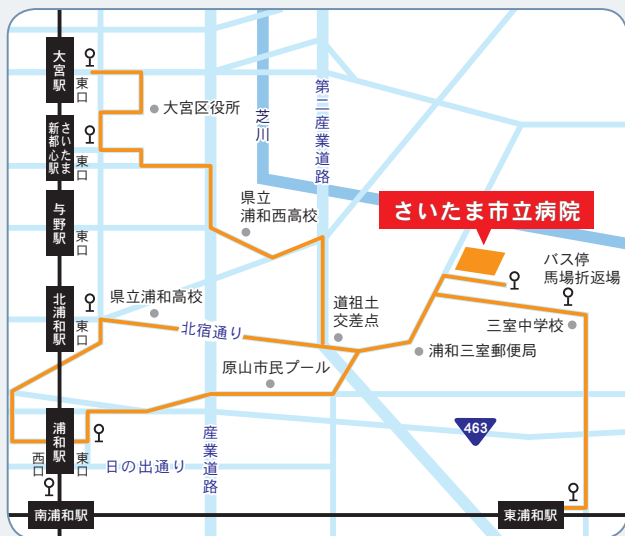 大宮駅
東口
大宮区役所
さいたま
新都心駅
東口
芝川
第二産業道路
与野駅
東口
県立
浦和西高校
さいたま市立病院
バス停
馬場折返場
北浦和駅
東口
県立浦和高校
北宿通り
道祖土
交差点
三室中学校
浦和三室郵便局
原山市民プール
463
浦和駅
西口
東口
日の出通り
産業道路
南浦和駅
東浦和駅